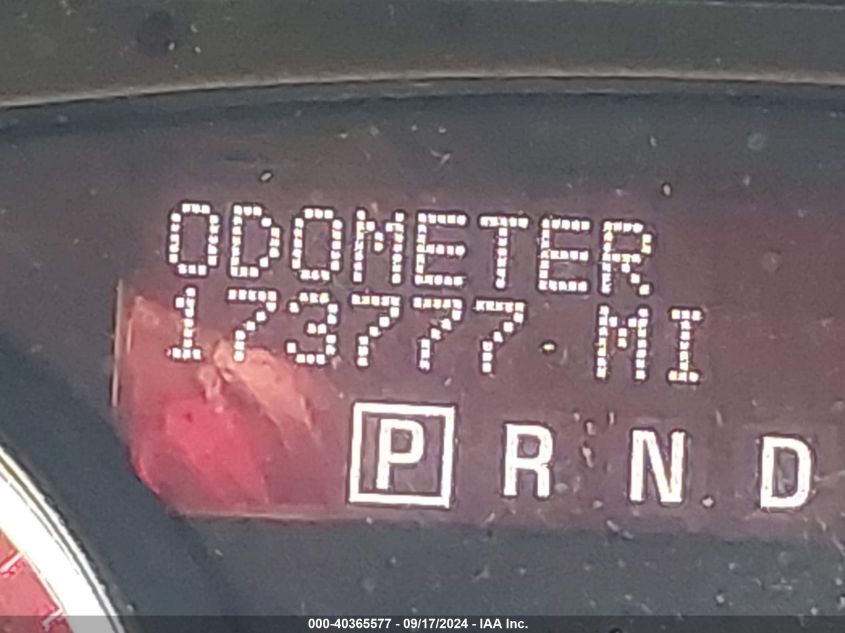 ODOMETER
173777 MI
P R N D
000-40365577 - 09/17/2024 - IAA Inc.